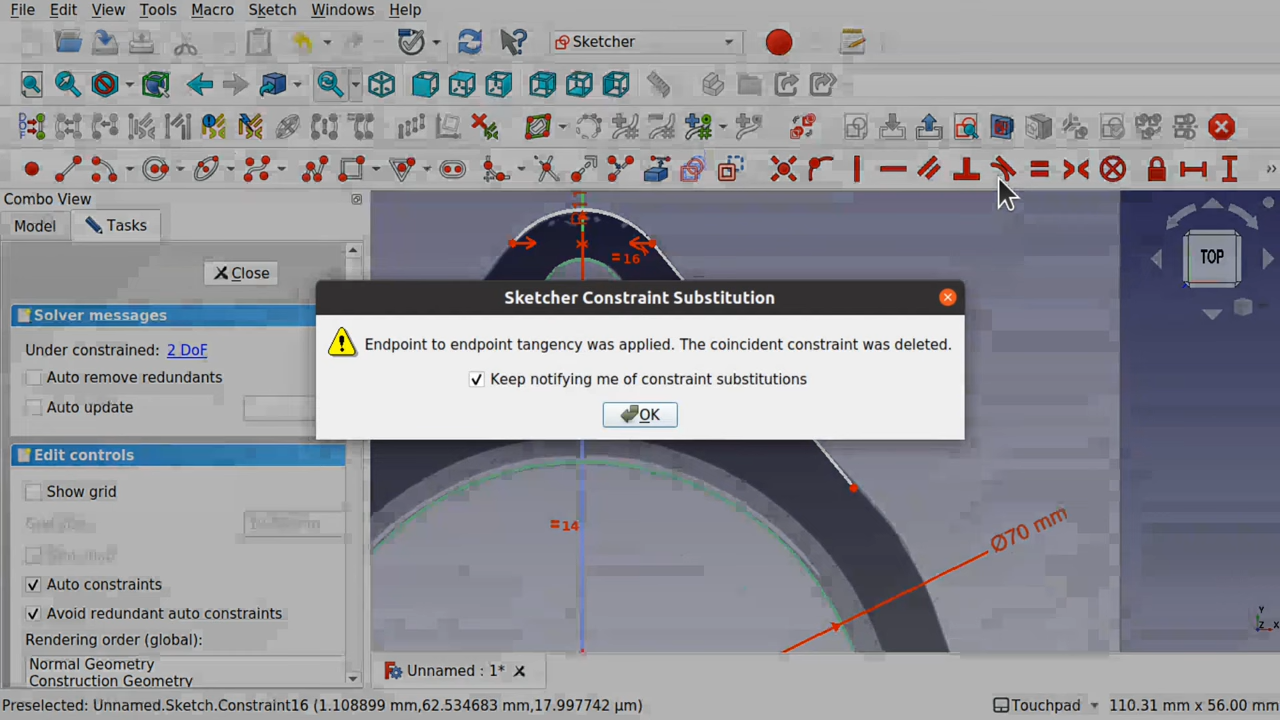 File Edit View Tools Macro Sketch Windows Help
Sketcher
Combo View
Model Tasks
Close
Solver messages
Under constrained: 2 DoF
Auto remove redundants
Auto update
Edit controls
Show grid
Auto constraints
Avoid redundant auto constraints
Rendering order (global):
Normal Geometry
Construction Geometry
=16
Sketcher Constraint Substitution
Endpoint to endpoint tangency was applied. The coincident constraint was deleted.
Keep notifying me of constraint substitutions
OK
=14
Ø70 mm
TOP
Y
Z X
Unnamed : 1*
Preselected: Unnamed.Sketch.Constraint16 (1.108899 mm,62.534683 mm,17.997742 µm)
Touchpad
110.31 mm x 56.00 mm